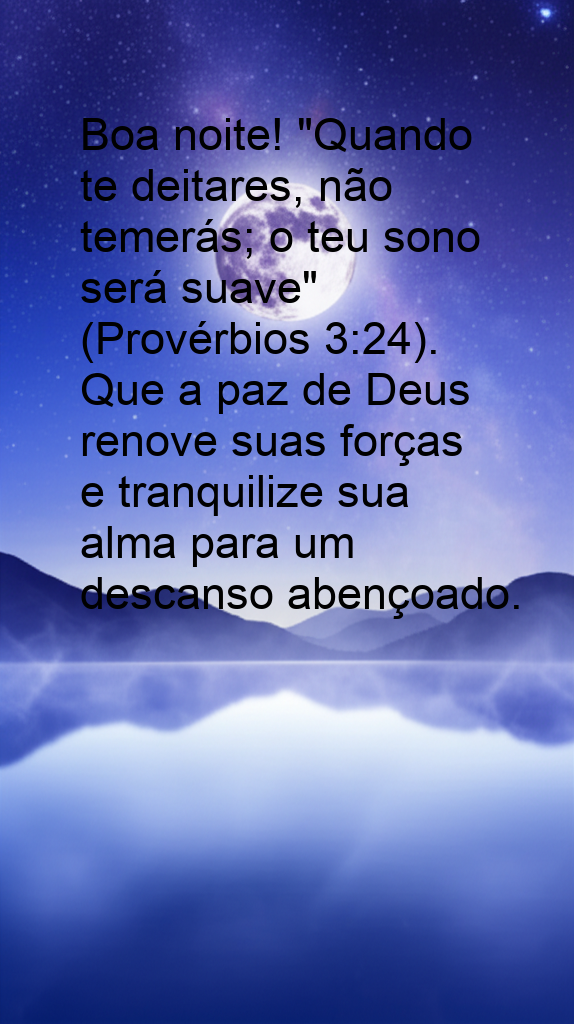 Boa noite! "Quando
te deitares, não
temerás; o teu sono
será suave"
(Provérbios 3:24).
Que a paz de Deus
renove suas forças
e tranquilize sua
alma para um
descanso abençoado.